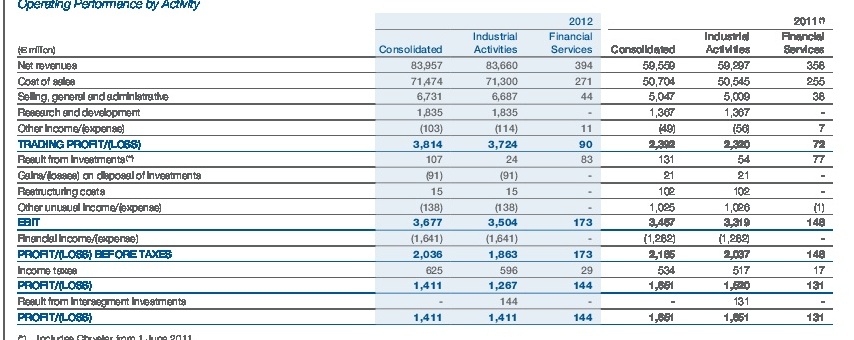 Operating Performance by Activity
2012 2011(*)
Industrial Financial Industrial Financial
(€ million) Consolidated Activities Services Consolidated Activities Services
Net revenues 83,957 83,660 394 59,559 59,297 358
Cost of sales 71,474 71,300 271 50,704 50,545 255
Selling, general and administrative 6,731 6,687 44 5,047 5,009 38
Research and development 1,835 1,835 - 1,367 1,367 -
Other income/(expense) (103) (114) 11 (49) (56) 7
TRADING PROFIT/(LOSS) 3,814 3,724 90 2,392 2,320 72
Result from investments(**) 107 24 83 131 54 77
Gains/(losses) on disposal of investments (91) (91) - 21 21 -
Restructuring costs 15 15 - 102 102 -
Other unusual income/(expense) (138) (138) - 1,025 1,026 (1)
EBIT 3,677 3,504 173 3,467 3,319 148
Financial income/(expense) (1,641) (1,641) - (1,282) (1,282) -
PROFIT/(LOSS) BEFORE TAXES 2,036 1,863 173 2,185 2,037 148
Income taxes 625 596 29 534 517 17
PROFIT/(LOSS) 1,411 1,267 144 1,651 1,520 131
Result from intersegment investments - 144 - - 131 -
PROFIT/(LOSS) 1,411 1,411 144 1,651 1,651 131
(*) Includes Chrysler from 1 June 2011